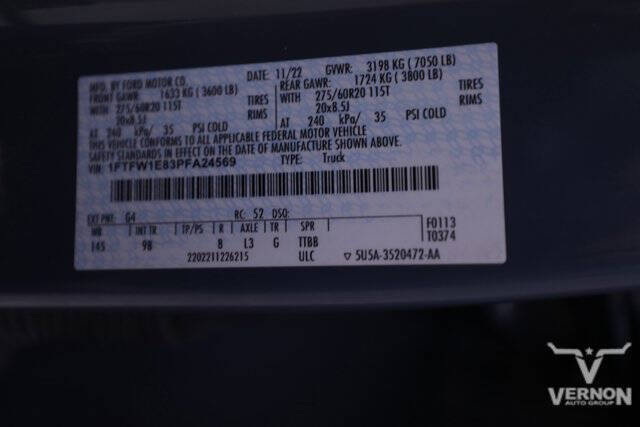 MFD. BY FORD MOTOR CO.
DATE: 11/22 GVWR: 3198 KG ( 7050 LB)
FRONT GAWR: 1633 KG ( 3600 LB) REAR GAWR: 1724 KG ( 3800 LB)
WITH 275/60R20 115T TIRES WITH 275/60R20 115T TIRES
20x8.5J RIMS 20x8.5J RIMS
AT 240 kPa/ 35 PSI COLD AT 240 kPa/ 35 PSI COLD
THIS VEHICLE CONFORMS TO ALL APPLICABLE FEDERAL MOTOR VEHICLE
SAFETY STANDARDS IN EFFECT ON THE DATE OF MANUFACTURE SHOWN ABOVE.
VIN: 1FTFW1E83PFA24569 TYPE: Truck
EXT PNT: G4 RC: 52 DSO: F0113
WB INT TR TP/PS R AXLE TR SPR T0374
145 98 8 L3 G TTBB
2202211226215 ULC ▽ 5U5A-3520472-AA
VERNON
AUTO GROUP